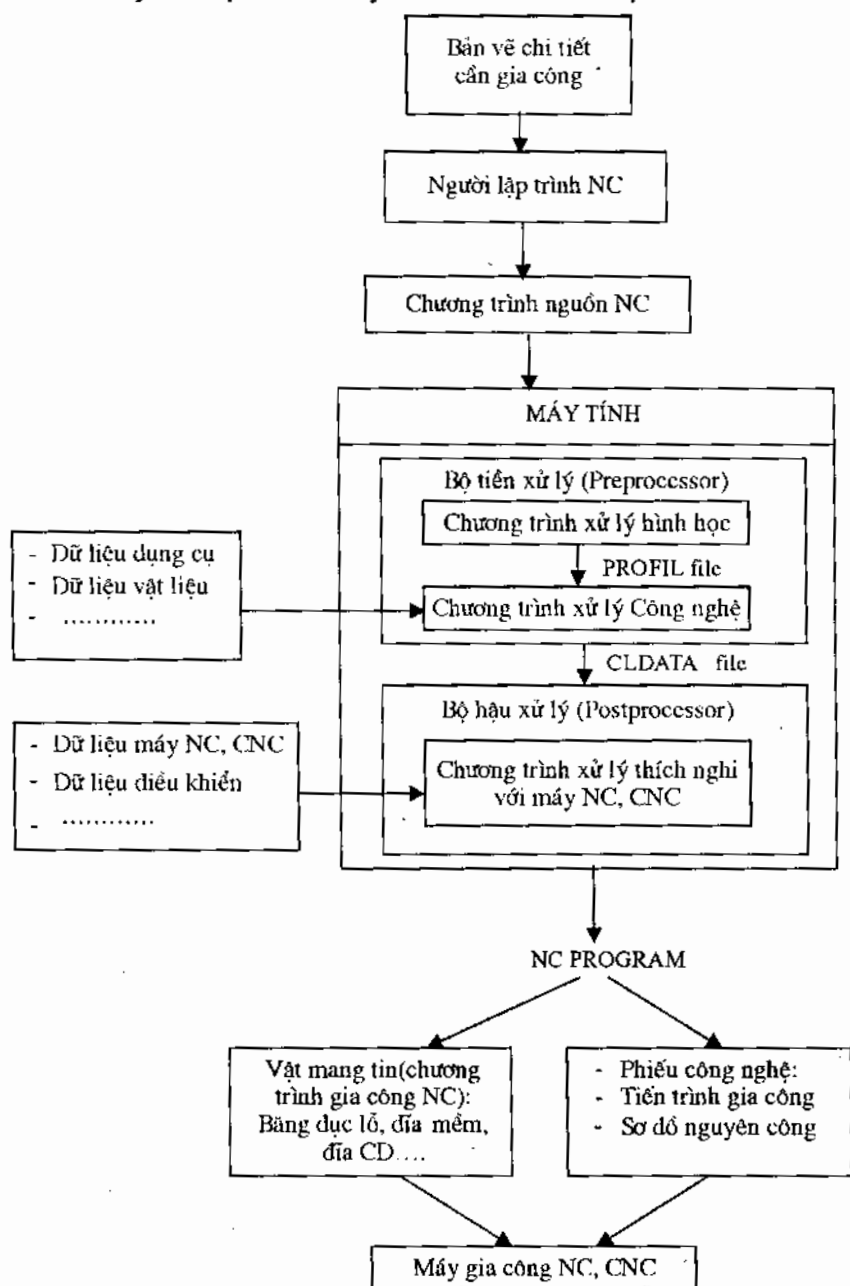 Bản vẽ chi tiết
cần gia công
Người lập trình NC
Chương trình nguồn NC
MÁY TÍNH
Bộ tiền xử lý (Preprocessor)
Chương trình xử lý hình học
PROFIL file
- Dữ liệu dụng cụ
- Dữ liệu vật liệu
- ............
Chương trình xử lý Công nghệ
CLDATA file
Bộ hậu xử lý (Postprocessor)
- Dữ liệu máy NC, CNC
- Dữ liệu điều khiển
- ............
Chương trình xử lý thích nghi
với máy NC, CNC
NC PROGRAM
Vật mang tin(chương
trình gia công NC):
Băng đục lỗ, đĩa mềm,
đĩa CD....
- Phiếu công nghệ:
- Tiến trình gia công
- Sơ đồ nguyên công
Máy gia công NC, CNC